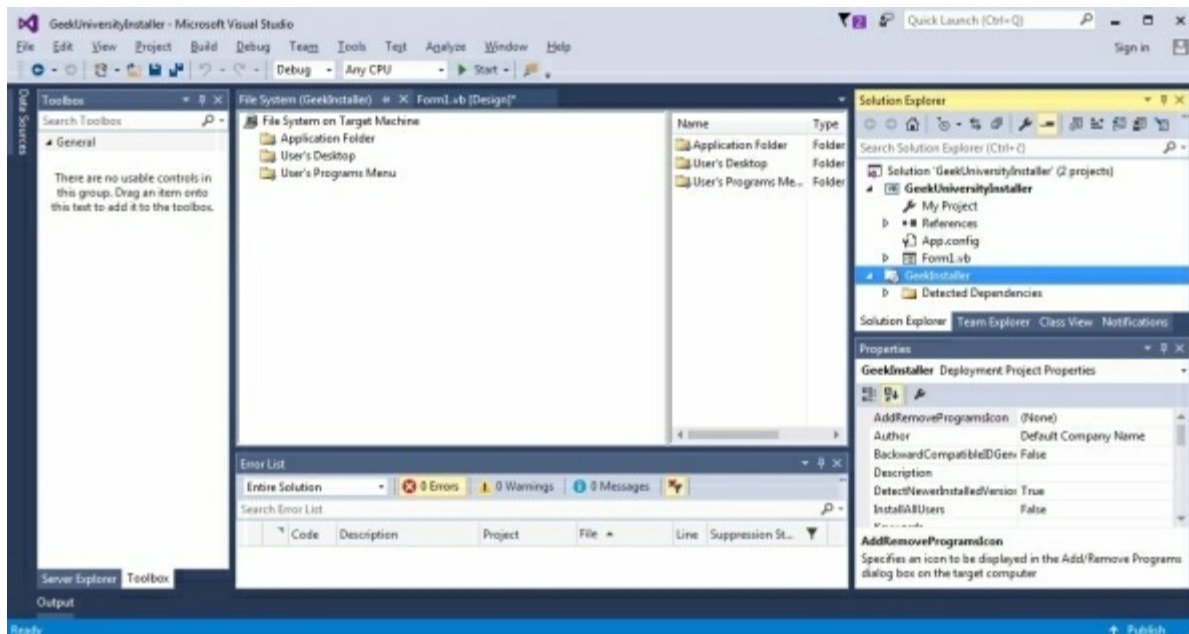 GeekUniversityInstaller - Microsoft Visual Studio
2
Quick Launch (Ctrl+Q)
File Edit View Project Build Debug Team Tools Test Analyze Window Help
Sign in
Debug Any CPU Start
Data Sources
Toolbox
Search Toolbox
General
There are no usable controls in
this group. Drag an item onto
this text to add it to the toolbox.
Server Explorer Toolbox
File System (GeekInstaller) Form1.vb [Design]*
File System on Target Machine
Application Folder
User's Desktop
User's Programs Menu
Name Type
Application Folder Folder
User's Desktop Folder
User's Programs Me... Folder
Error List
Entire Solution 0 Errors 0 Warnings 0 Messages
Search Error List
Code Description Project File Line Suppression St...
Solution Explorer
Search Solution Explorer (Ctrl+č)
Solution 'GeekUniversityInstaller' (2 projects)
GeekUniversityInstaller
My Project
References
App.config
Form1.vb
GeekInstaller
Detected Dependencies
Solution Explorer Team Explorer Class View Notifications
Properties
GeekInstaller Deployment Project Properties
AddRemoveProgramsIcon (None)
Author Default Company Name
BackwardCompatibleIDGen False
Description
DetectNewerInstalledVersion True
InstallAllUsers False
AddRemoveProgramsIcon
Specifies an icon to be displayed in the Add/Remove Programs
dialog box on the target computer
Output
Ready
Publish